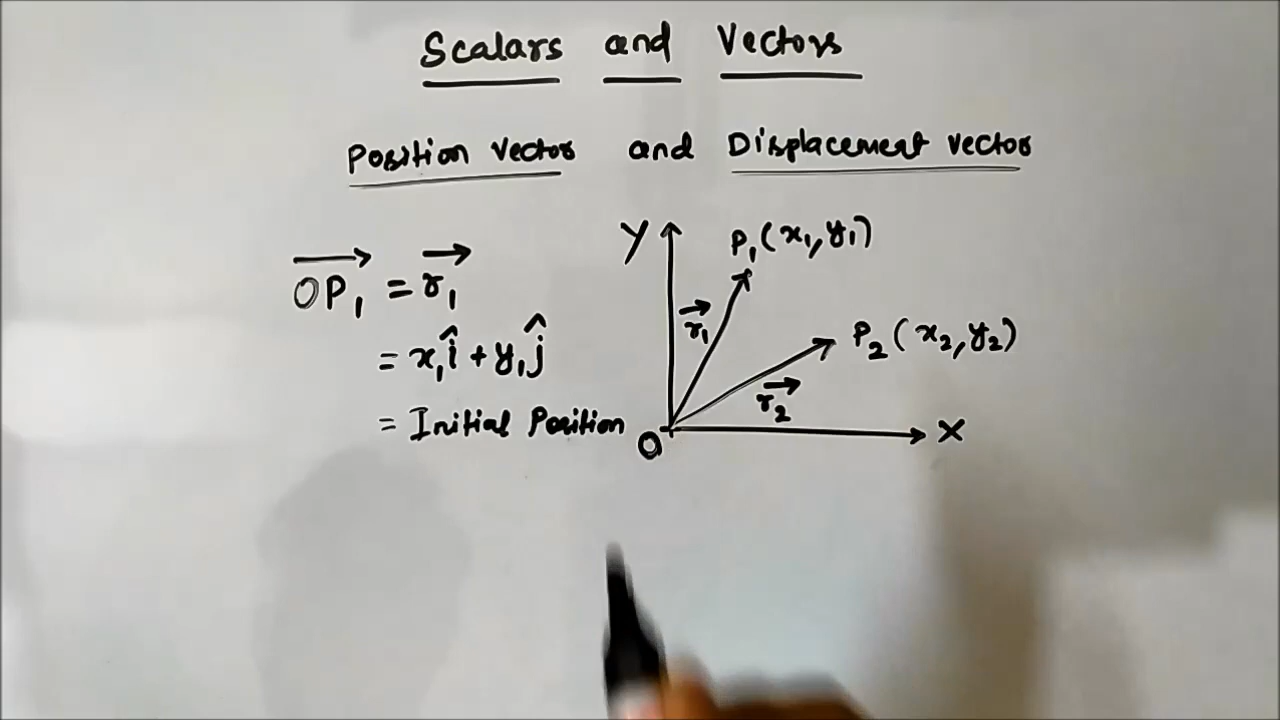 Scalars and Vectors
Position vector and Displacement vector
Y
P₁(x₁,y₁)
→OP₁ = →r₁
→r₁
= x₁î + y₁ĵ
P₂(x₂,y₂)
→r₂
= Initial Position
O
X